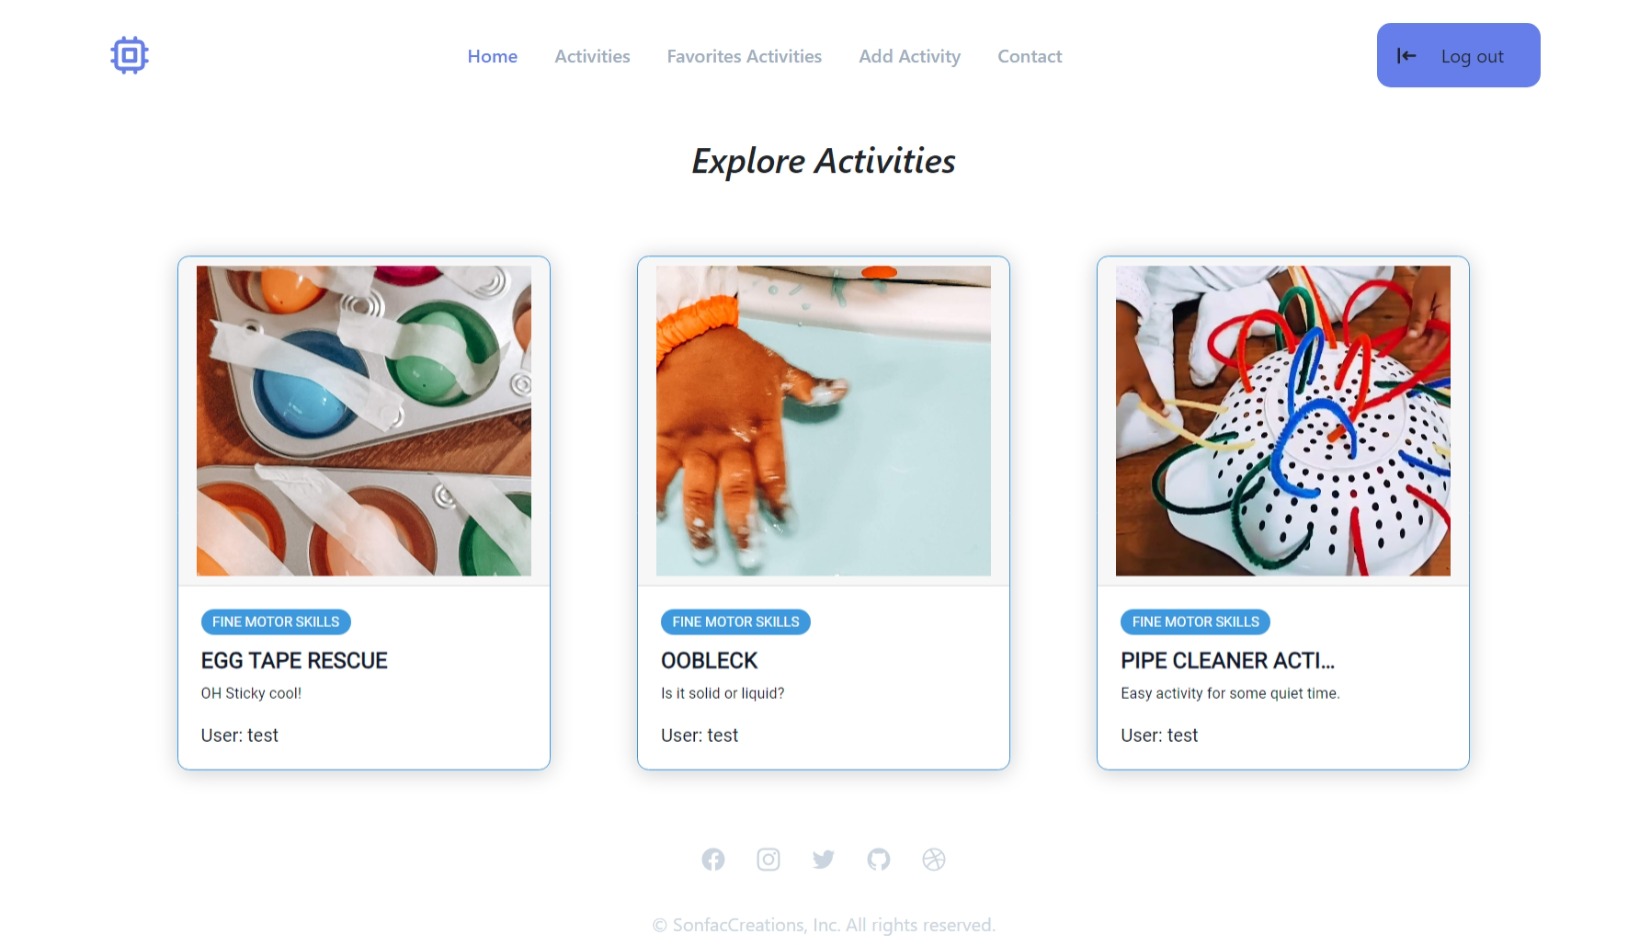 Home Activities Favorites Activities Add Activity Contact Log out
Explore Activities
FINE MOTOR SKILLS
EGG TAPE RESCUE
OH Sticky cool!
User: test
FINE MOTOR SKILLS
OOBLECK
Is it solid or liquid?
User: test
FINE MOTOR SKILLS
PIPE CLEANER ACTI...
Easy activity for some quiet time.
User: test
© SonfacCreations, Inc. All rights reserved.